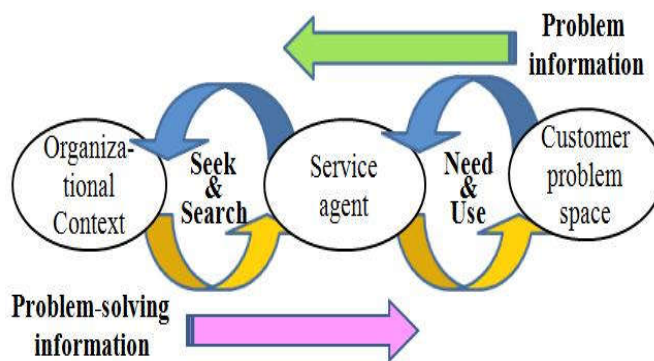 Problem
information
Organiza-
tional
Context
Seek
&
Search
Service
agent
Need
&
Use
Customer
problem
space
Problem-solving
information